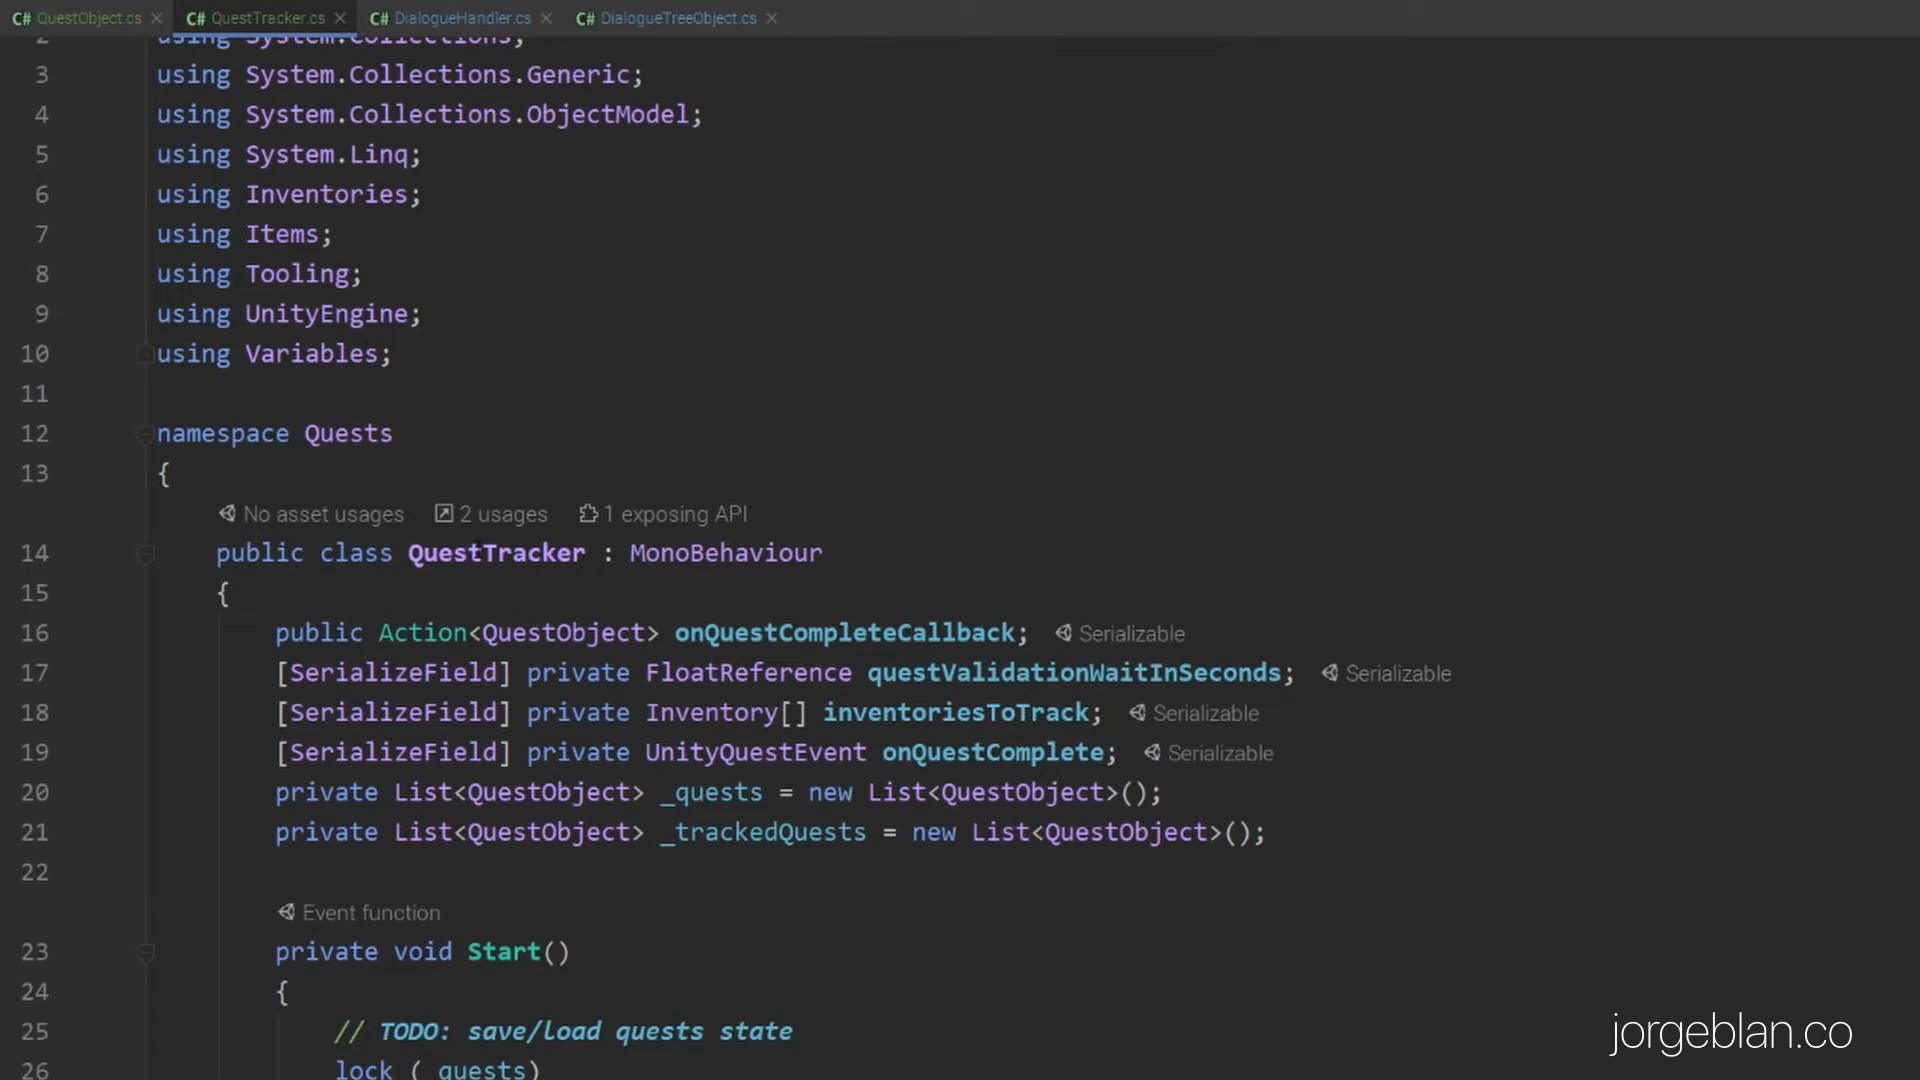 C# QuestObject.cs × C# QuestTracker.cs × C# DialogueHandler.cs × C# DialogueTreeObject.cs ×
2 using System.Collections;
3 using System.Collections.Generic;
4 using System.Collections.ObjectModel;
5 using System.Linq;
6 using Inventories;
7 using Items;
8 using Tooling;
9 using UnityEngine;
10 using Variables;
11
12 namespace Quests
13 {
No asset usages 2 usages 1 exposing API
14 public class QuestTracker : MonoBehaviour
15 {
16 public Action<QuestObject> onQuestCompleteCallback; Serializable
17 [SerializeField] private FloatReference questValidationWaitInSeconds; Serializable
18 [SerializeField] private Inventory[] inventoriesToTrack; Serializable
19 [SerializeField] private UnityQuestEvent onQuestComplete; Serializable
20 private List<QuestObject> _quests = new List<QuestObject>();
21 private List<QuestObject> _trackedQuests = new List<QuestObject>();
22
Event function
23 private void Start()
24 {
25 // TODO: save/load quests state
26 lock (_quests)
jorgeblan.co